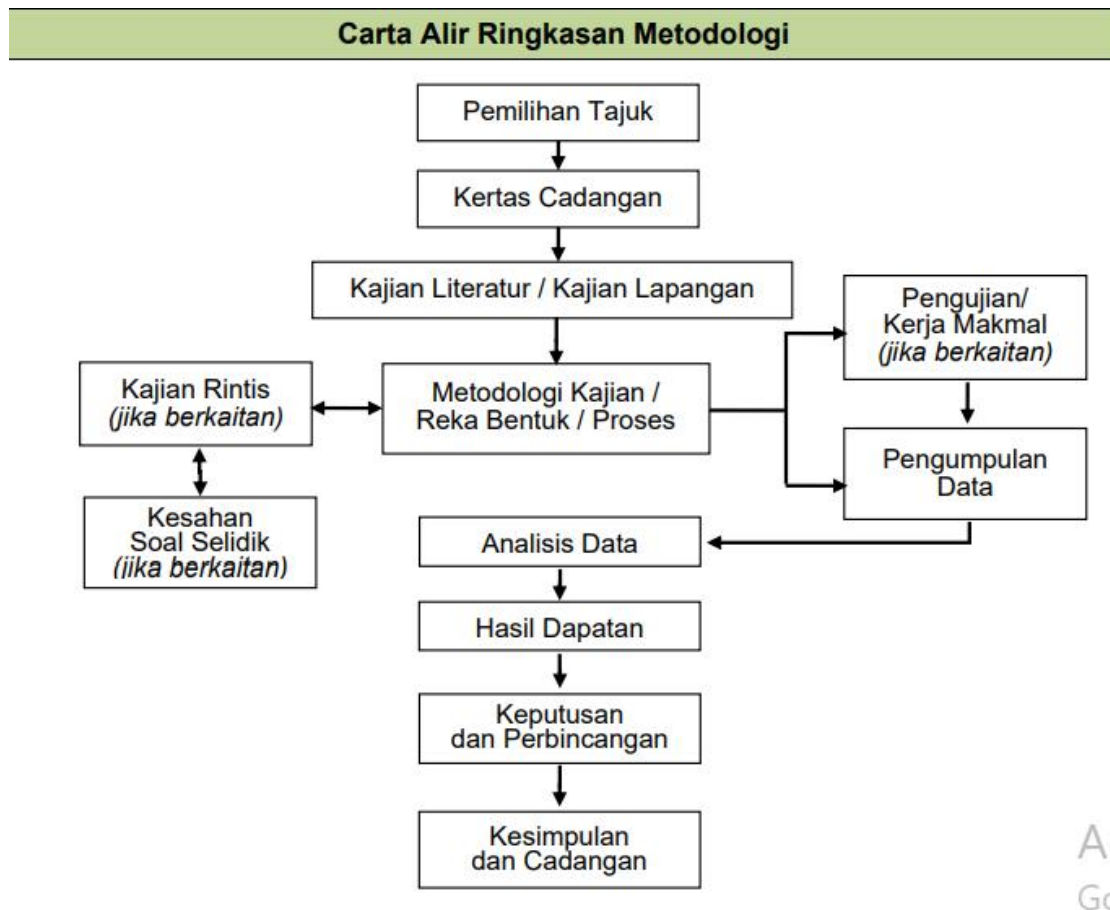 Carta Alir Ringkasan Metodologi
Pemilihan Tajuk
Kertas Cadangan
Kajian Literatur / Kajian Lapangan
Pengujian/
Kerja Makmal
(jika berkaitan)
Kajian Rintis
(jika berkaitan)
Metodologi Kajian /
Reka Bentuk / Proses
Pengumpulan
Data
Kesahan
Soal Selidik
(jika berkaitan)
Analisis Data
Hasil Dapatan
Keputusan
dan Perbincangan
Kesimpulan
dan Cadangan
A
Go